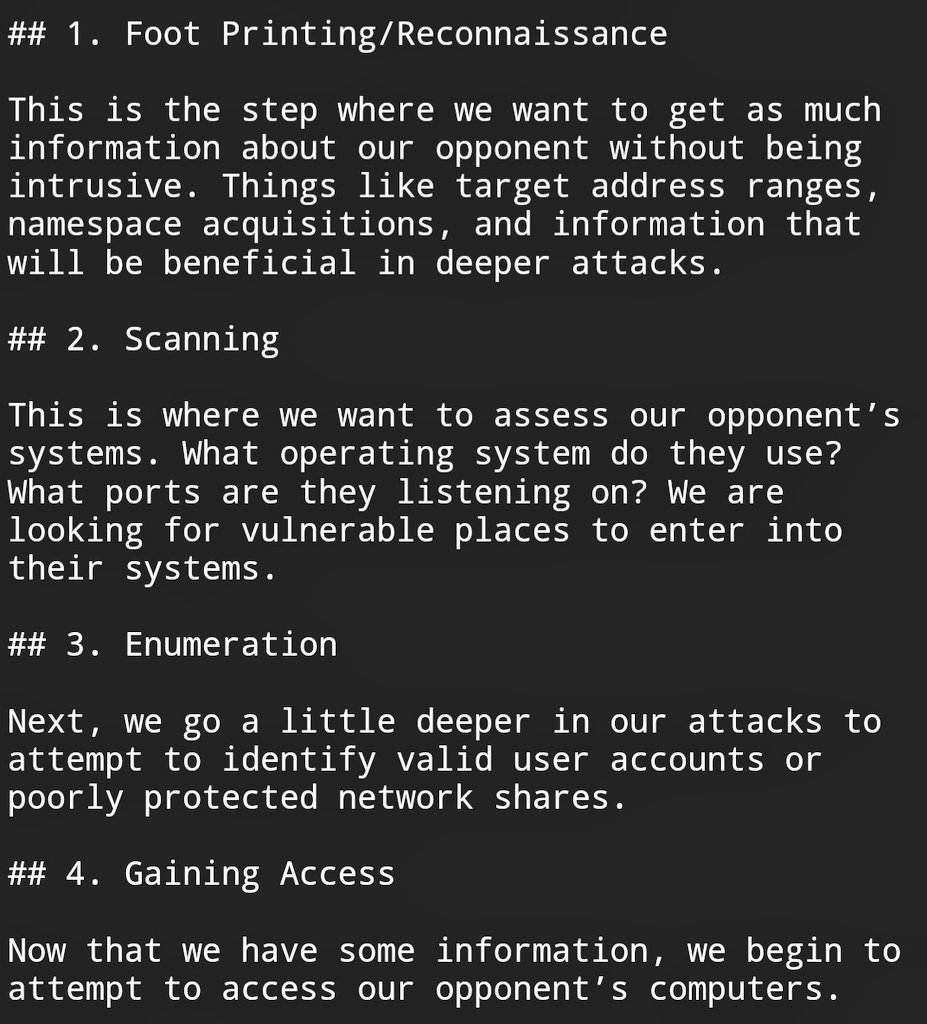 ## 1. Foot Printing/Reconnaissance
This is the step where we want to get as much
information about our opponent without being
intrusive. Things like target address ranges,
namespace acquisitions, and information that
will be beneficial in deeper attacks.
## 2. Scanning
This is where we want to assess our opponent’s
systems. What operating system do they use?
What ports are they listening on? We are
looking for vulnerable places to enter into
their systems.
## 3. Enumeration
Next, we go a little deeper in our attacks to
attempt to identify valid user accounts or
poorly protected network shares.
## 4. Gaining Access
Now that we have some information, we begin to
attempt to access our opponent’s computers.